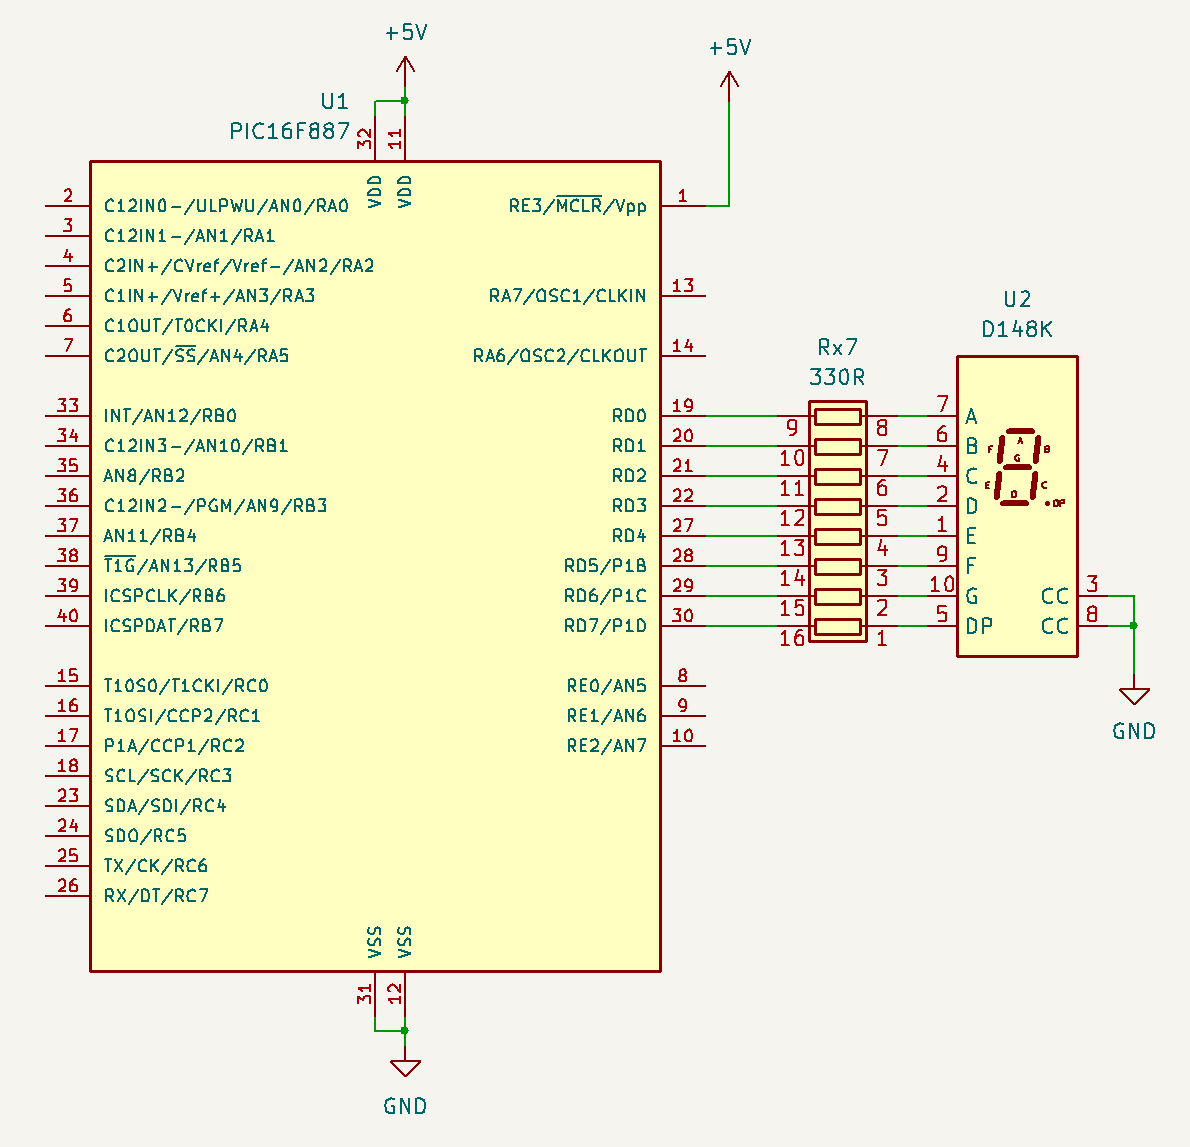 +5V
+5V
U1
PIC16F887
32
11
VDD
VDD
2
C12IN0-/ULPWU/AN0/RA0
3
C12IN1-/AN1/RA1
4
C2IN+/CVref/Vref-/AN2/RA2
5
C1IN+/Vref+/AN3/RA3
6
C1OUT/T0CKI/RA4
7
C2OUT/SS/AN4/RA5
33
INT/AN12/RB0
34
C12IN3-/AN10/RB1
35
AN8/RB2
36
C12IN2-/PGM/AN9/RB3
37
AN11/RB4
38
T1G/AN13/RB5
39
ICSPCLK/RB6
40
ICSPDAT/RB7
15
T1OSO/T1CKI/RC0
16
T1OSI/CCP2/RC1
17
P1A/CCP1/RC2
18
SCL/SCK/RC3
23
SDA/SDI/RC4
24
SDO/RC5
25
TX/CK/RC6
26
RX/DT/RC7
RE3/MCLR/Vpp
1
RA7/OSC1/CLKIN
13
RA6/OSC2/CLKOUT
14
RD0
19
RD1
20
RD2
21
RD3
22
RD4
27
RD5/P1B
28
RD6/P1C
29
RD7/P1D
30
RE0/AN5
8
RE1/AN6
9
RE2/AN7
10
VSS
VSS
31
12
GND
Rx7
330R
9 8
10 7
11 6
12 5
13 4
14 3
15 2
16 1
U2
D148K
7 A
6 B
4 C
2 D
1 E
9 F
10 G
5 DP
A
F B
G
E C
D
DP
CC 3
CC 8
GND